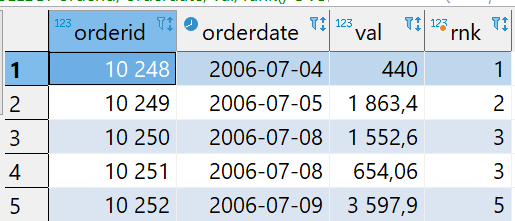 orderid orderdate val rnk
1 10 248 2006-07-04 440 1
2 10 249 2006-07-05 1 863,4 2
3 10 250 2006-07-08 1 552,6 3
4 10 251 2006-07-08 654,06 3
5 10 252 2006-07-09 3 597,9 5